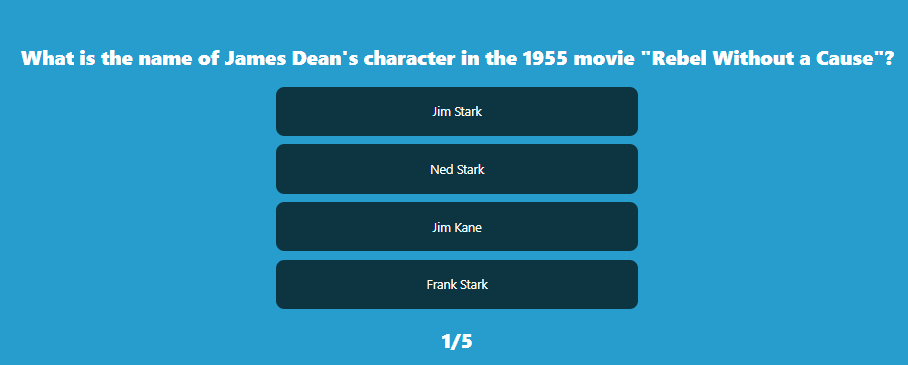 What is the name of James Dean's character in the 1955 movie "Rebel Without a Cause"?
Jim Stark
Ned Stark
Jim Kane
Frank Stark
1/5